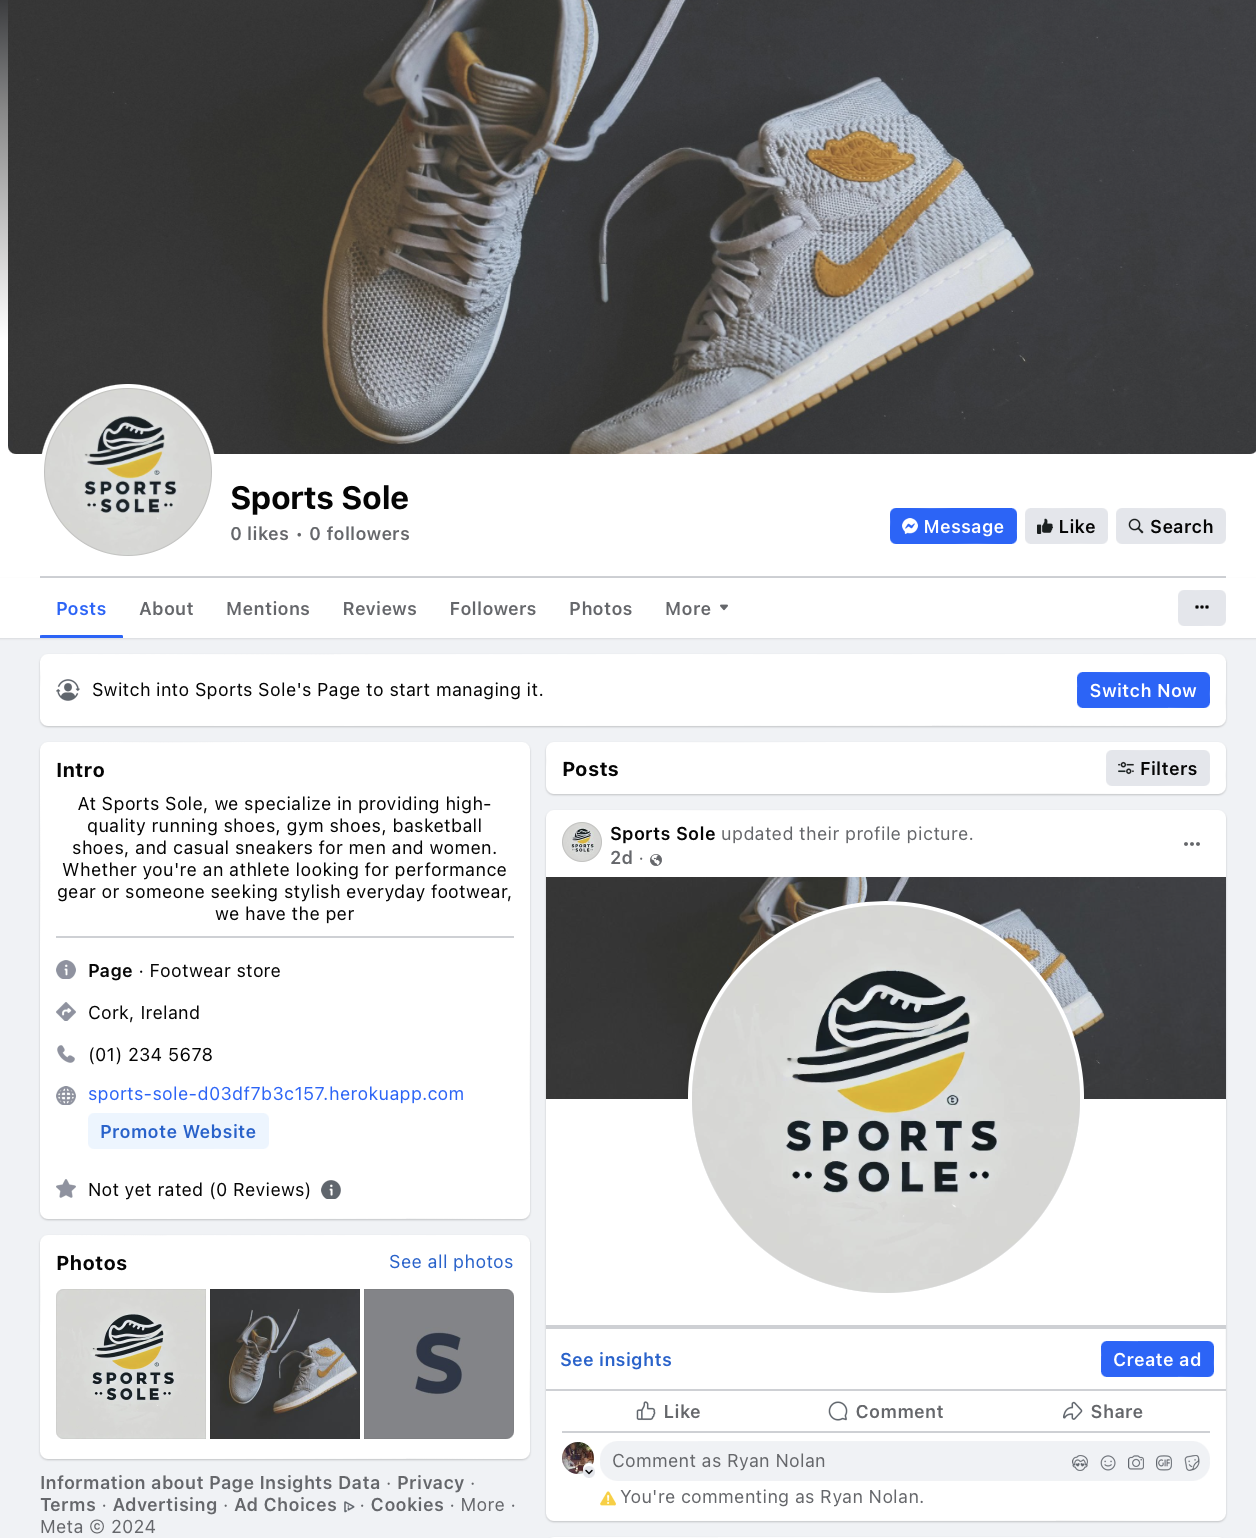 SPORTS
SOLE
Sports Sole
0 likes • 0 followers
Message
Like
Search
Posts
About
Mentions
Reviews
Followers
Photos
More
Switch into Sports Sole's Page to start managing it.
Switch Now
Intro
At Sports Sole, we specialize in providing high-
quality running shoes, gym shoes, basketball
shoes, and casual sneakers for men and women.
Whether you're an athlete looking for performance
gear or someone seeking stylish everyday footwear,
we have the per
Page · Footwear store
Cork, Ireland
(01) 234 5678
sports-sole-d03df7b3c157.herokuapp.com
Promote Website
Not yet rated (0 Reviews)
Photos
See all photos
SPORTS
SOLE
S
Information about Page Insights Data · Privacy ·
Terms · Advertising · Ad Choices · Cookies · More ·
Meta © 2024
Posts
Filters
SPORTS
SOLE
Sports Sole updated their profile picture.
2d ·
SPORTS
SOLE
See insights
Create ad
Like
Comment
Share
Comment as Ryan Nolan
GIF
You're commenting as Ryan Nolan.